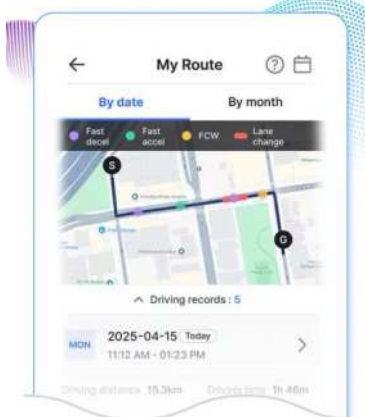 My Route
By date By month
Fast decel Fast accel FCW Lane change
S
G
Driving records : 5
MON
2025-04-15 Today
11:12 AM - 01:23 PM
Driving distance 15.3km Driving time 1h 46m